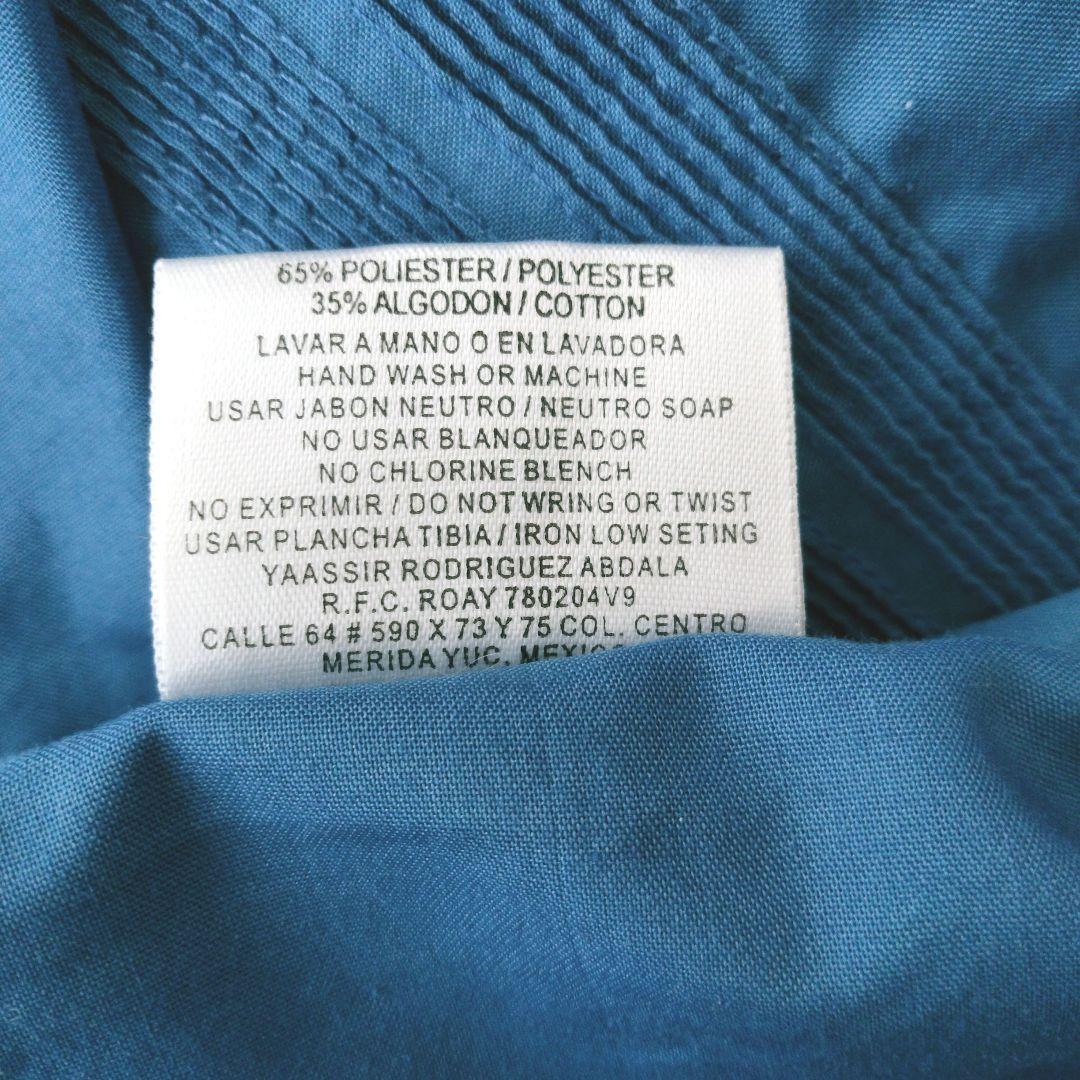 65% POLIESTER / POLYESTER
35% ALGODON / COTTON
LAVAR A MANO O EN LAVADORA
HAND WASH OR MACHINE
USAR JABON NEUTRO / NEUTRO SOAP
NO USAR BLANQUEADOR
NO CHLORINE BLENCH
NO EXPRIMIR / DO NOT WRING OR TWIST
USAR PLANCHA TIBIA / IRON LOW SETING
YAASSIR RODRIGUEZ ABDALA
R.F.C. ROAY 780204V9
CALLE 64 # 590 X 73 Y 75 COL. CENTRO
MERIDA YUC. MEXICO